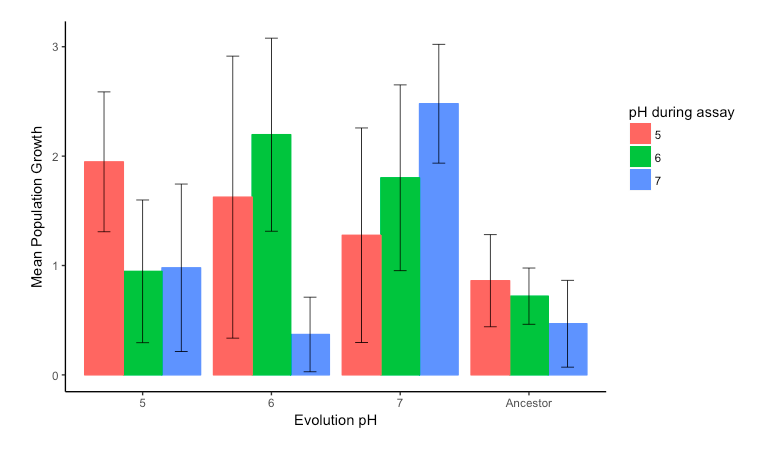 3
2
1
0
Mean Population Growth
5
6
7
Ancestor
Evolution pH
pH during assay
5
6
7